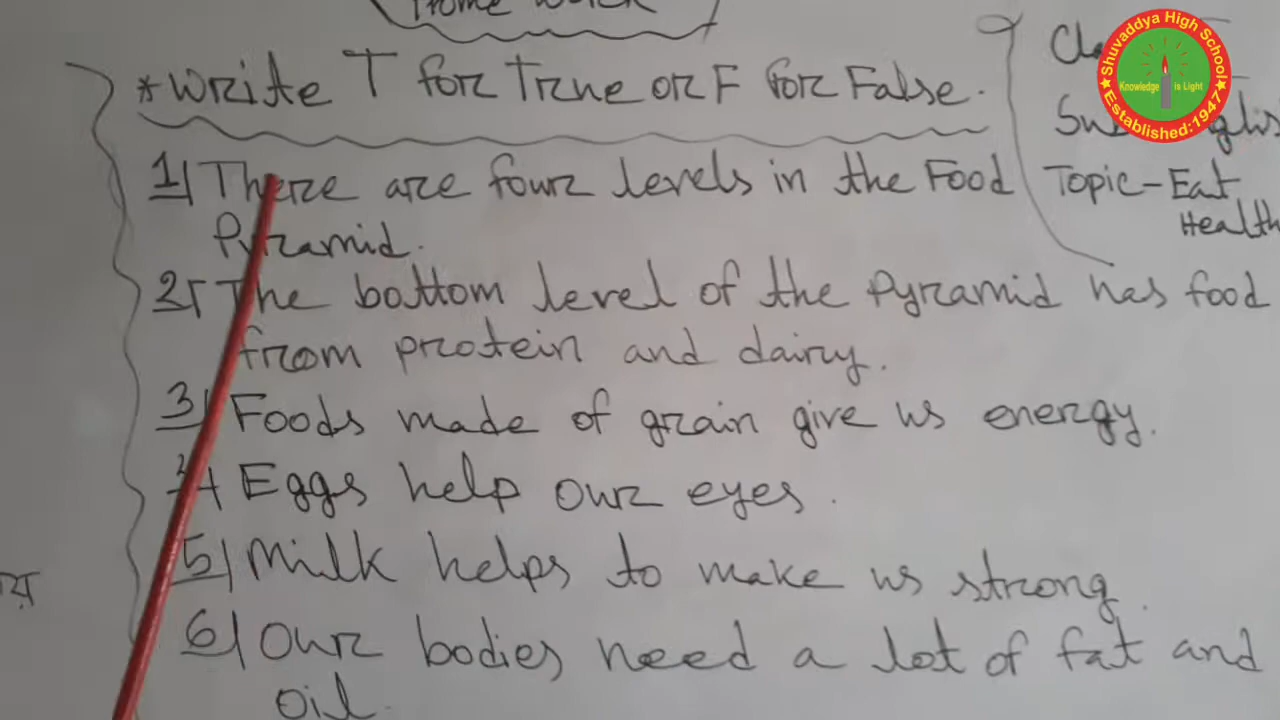 Home Work
*Write T for True or F for False.
1) There are four levels in the Food
Pyramid.
2) The bottom level of the Pyramid has food
from protein and dairy.
3) Foods made of grain give us energy.
4) Eggs help our eyes.
5) Milk helps to make us strong.
6) Our bodies need a lot of fat and
oil.
Topic-Eat
Health
Shuvaddya High School
Knowledge is Light
Established:1947